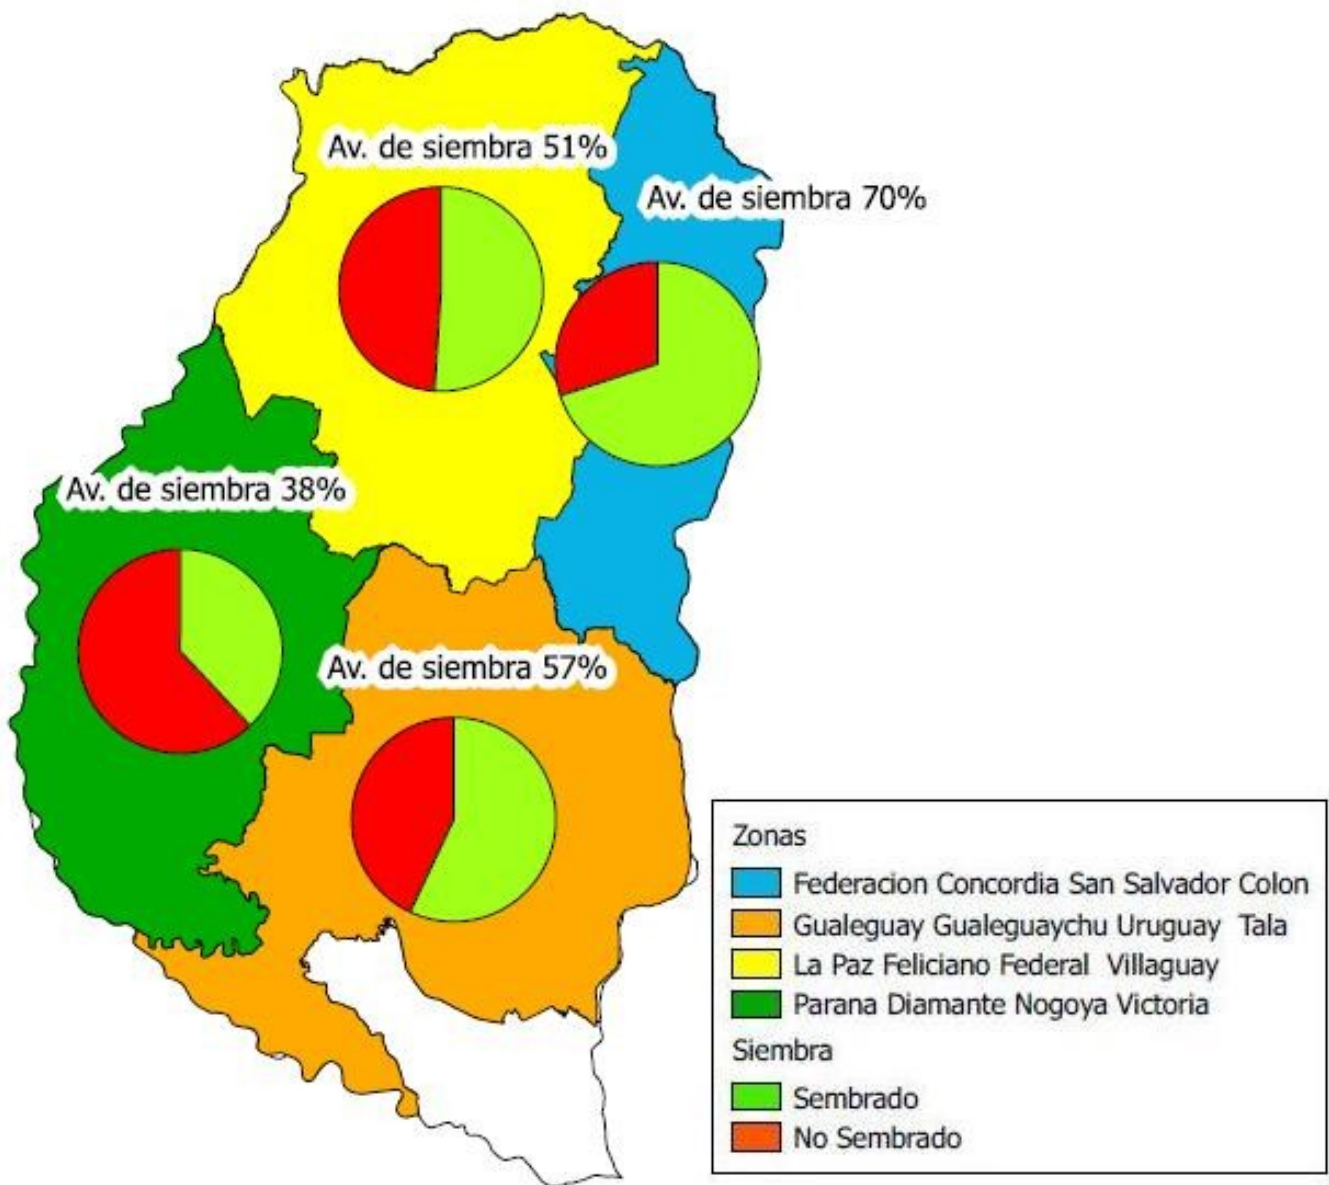 Av. de siembra 51%
Av. de siembra 70%
Av. de siembra 38%
Av. de siembra 57%
Zonas
Federacion Concordia San Salvador Colon
Gualeguay Gualeguaychu Uruguay Tala
La Paz Feliciano Federal Villaguay
Parana Diamante Nogoya Victoria
Siembra
Sembrado
No Sembrado